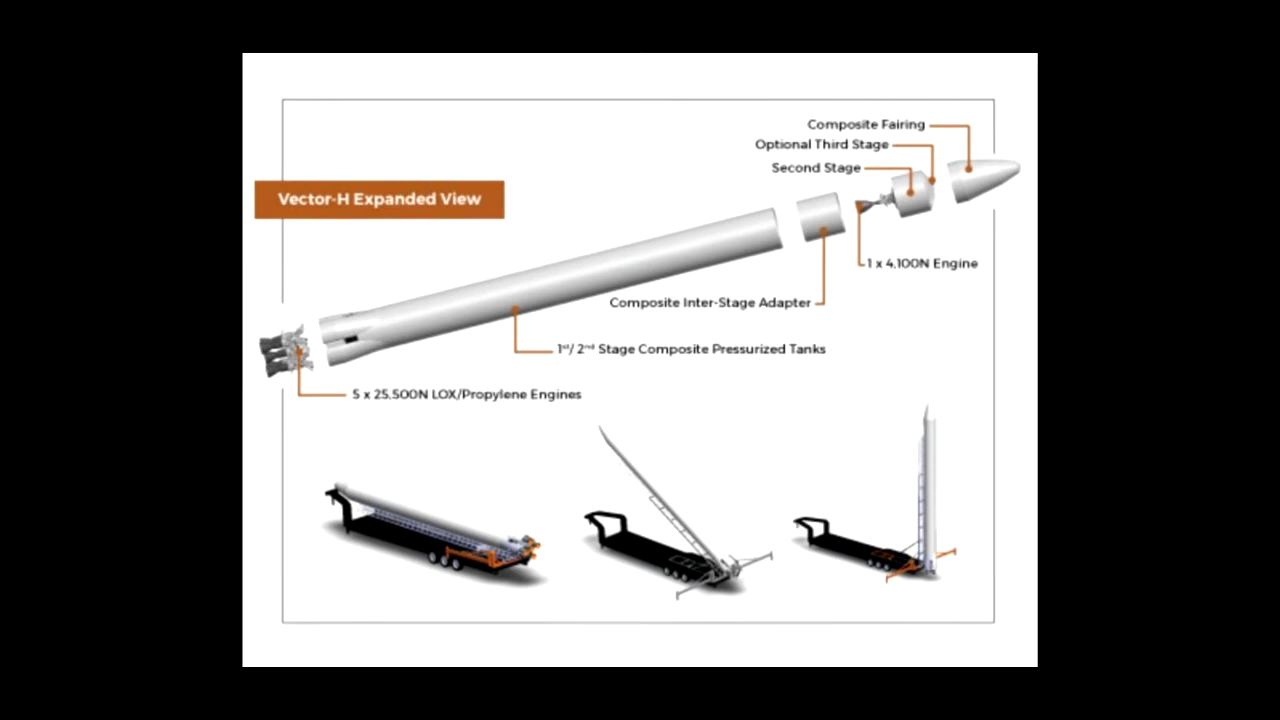 Composite Fairing
Optional Third Stage
Second Stage
Vector-H Expanded View
1 x 4,100N Engine
Composite Inter-Stage Adapter
1st/ 2nd Stage Composite Pressurized Tanks
5 x 25,500N LOX/Propylene Engines